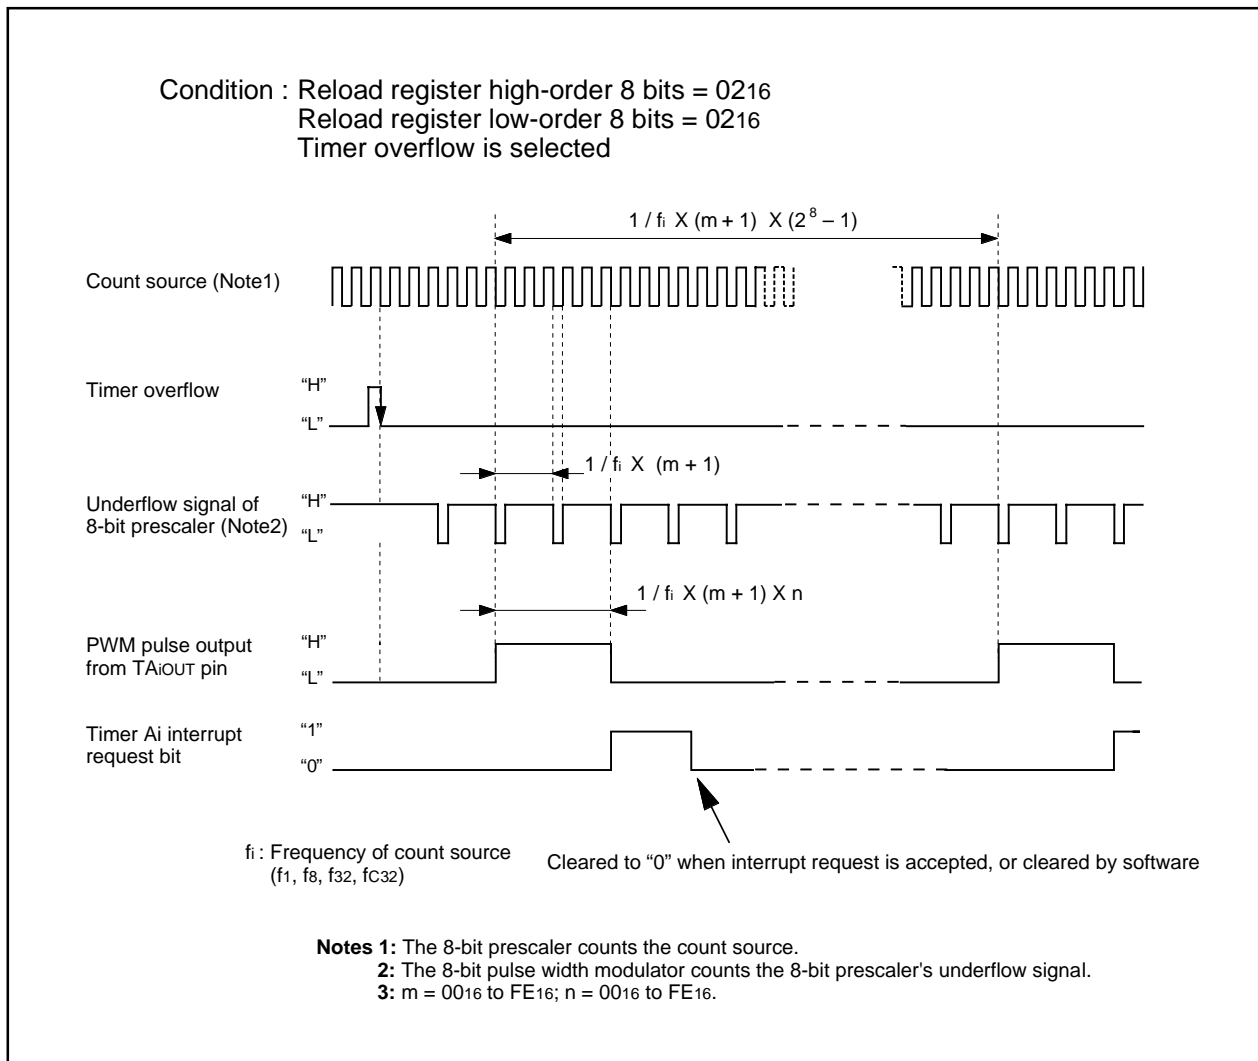 Condition : Reload register high-order 8 bits = 0216
Reload register low-order 8 bits = 0216
Timer overflow is selected
1 / fi X (m + 1) X (2 8 – 1)
Count source (Note1)
Timer overflow
“H”
“L”
1 / fi X (m + 1)
Underflow signal of
8-bit prescaler (Note2)
“H”
“L”
1 / fi X (m + 1) X n
PWM pulse output
from TAiOUT pin
“H”
“L”
Timer Ai interrupt
request bit
“1”
“0”
fi : Frequency of count source
(f1, f8, f32, fC32)
Cleared to “0” when interrupt request is accepted, or cleared by software
Notes 1: The 8-bit prescaler counts the count source.
2: The 8-bit pulse width modulator counts the 8-bit prescaler's underflow signal.
3: m = 0016 to FE16; n = 0016 to FE16.